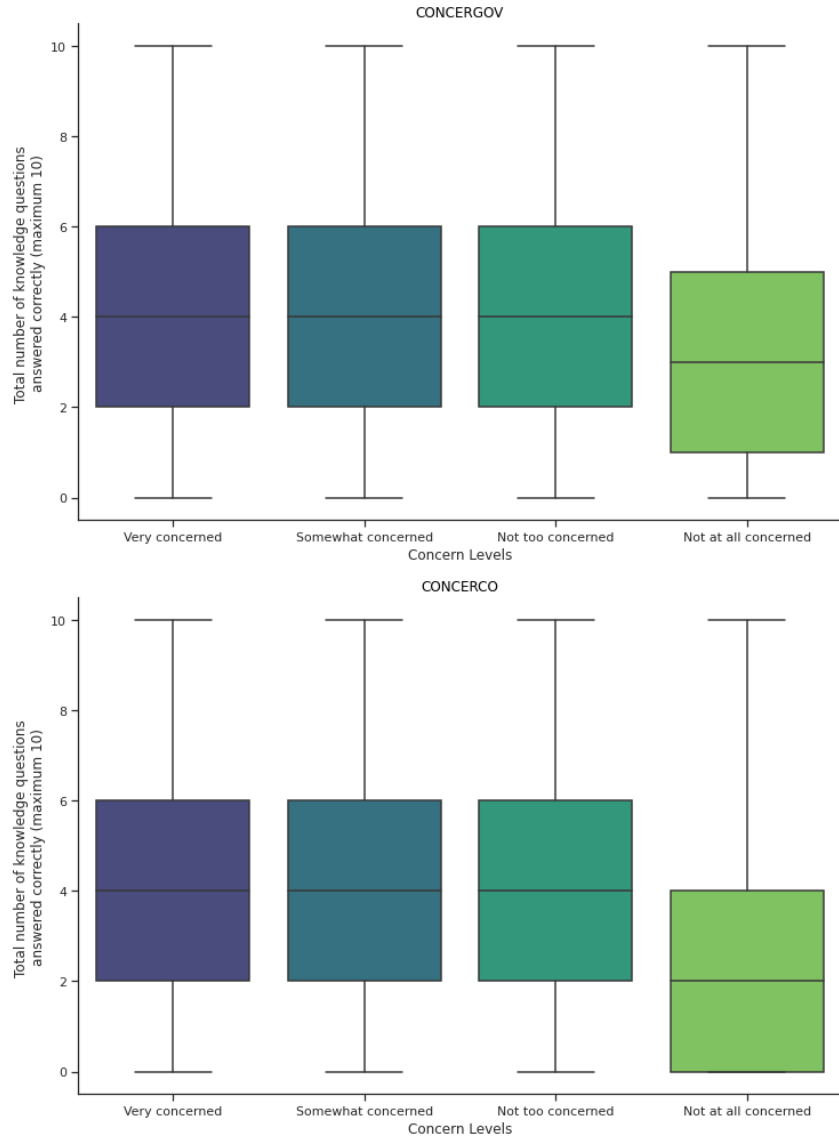 CONCERGOV
Total number of knowledge questions
answered correctly (maximum 10)
10
8
6
4
2
0
Very concerned
Somewhat concerned
Not too concerned
Not at all concerned
Concern Levels
CONCERCO
Total number of knowledge questions
answered correctly (maximum 10)
10
8
6
4
2
0
Very concerned
Somewhat concerned
Not too concerned
Not at all concerned
Concern Levels